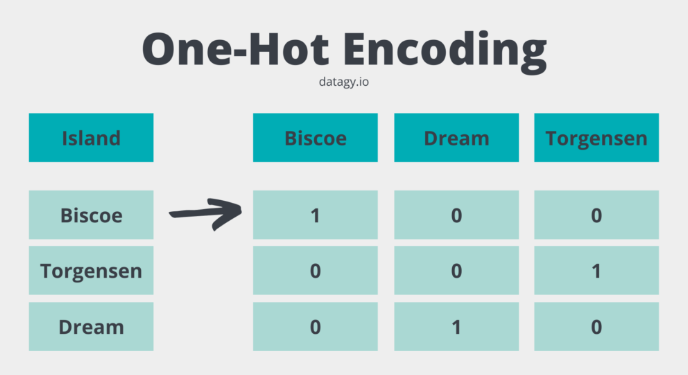 One-Hot Encoding
datagy.io
Island Biscoe Dream Torgensen
Biscoe 1 0 0
Torgensen 0 0 1
Dream 0 1 0